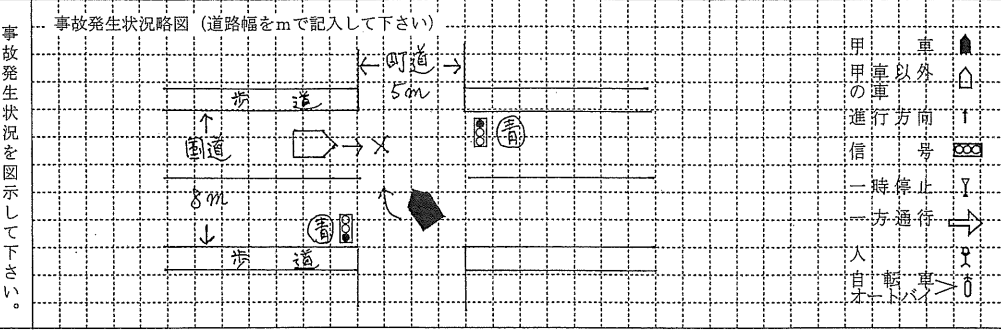 事故発生状況を図示して下さい。
事故発生状況略図（道路幅をmで記入して下さい）
町道
5m
歩道
国道
青
8m
青
歩道
甲車
甲車以外
の車
進行方向
信号
一時停止
一方通行
人
自転車
オートバイ